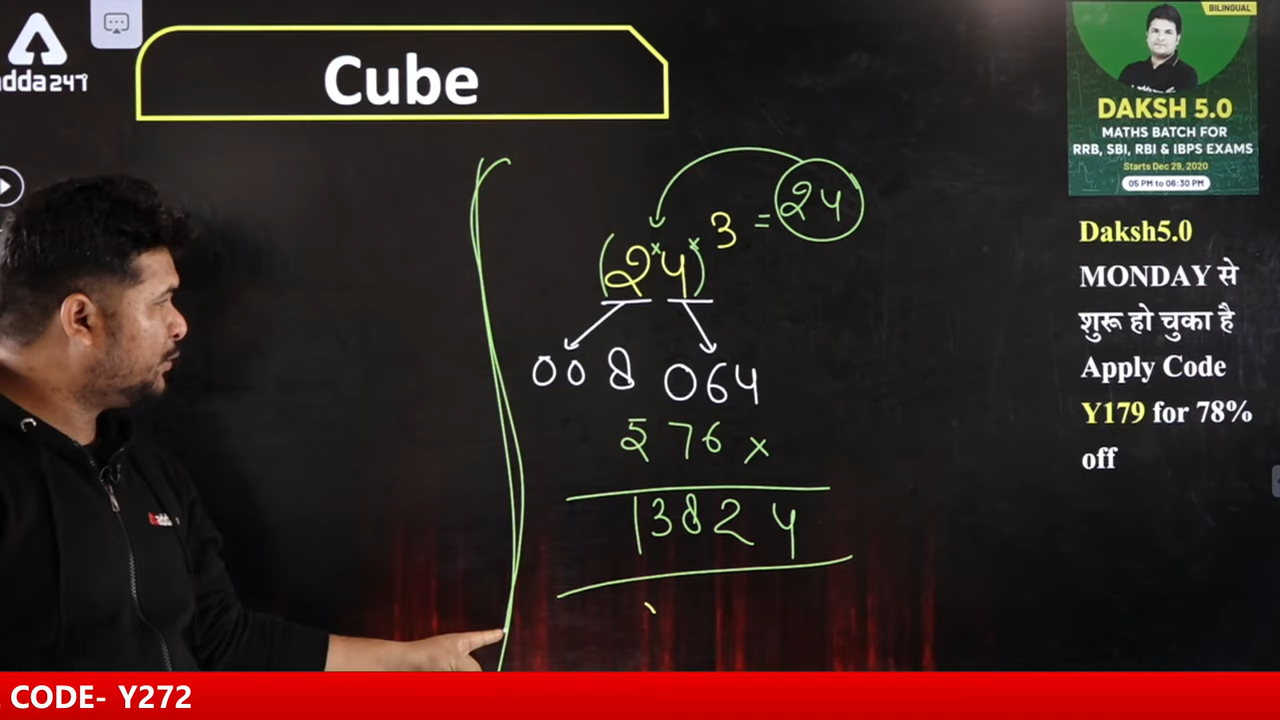 adda247
Cube
(2×4)×3 = 24
008 064
576 ×
13824
BILINGUAL
DAKSH 5.0
MATHS BATCH FOR
RRB, SBI, RBI & IBPS EXAMS
Starts Dec 29, 2020
05 PM to 06:30 PM
Daksh5.0
MONDAY से
शुरू हो चुका है
Apply Code
Y179 for 78%
off
CODE- Y272